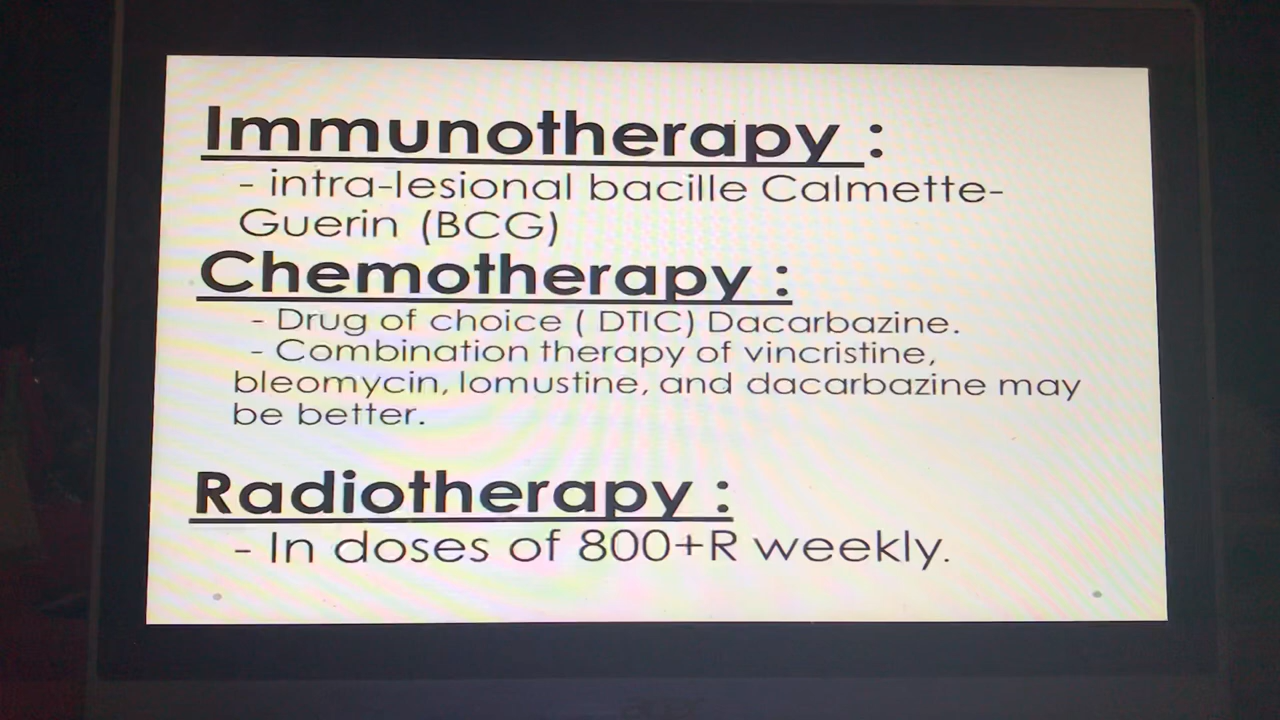 Immunotherapy :
- intra-lesional bacille Calmette-
Guerin (BCG)
Chemotherapy :
- Drug of choice ( DTIC) Dacarbazine.
- Combination therapy of vincristine,
bleomycin, lomustine, and dacarbazine may
be better.
Radiotherapy :
- In doses of 800+R weekly.